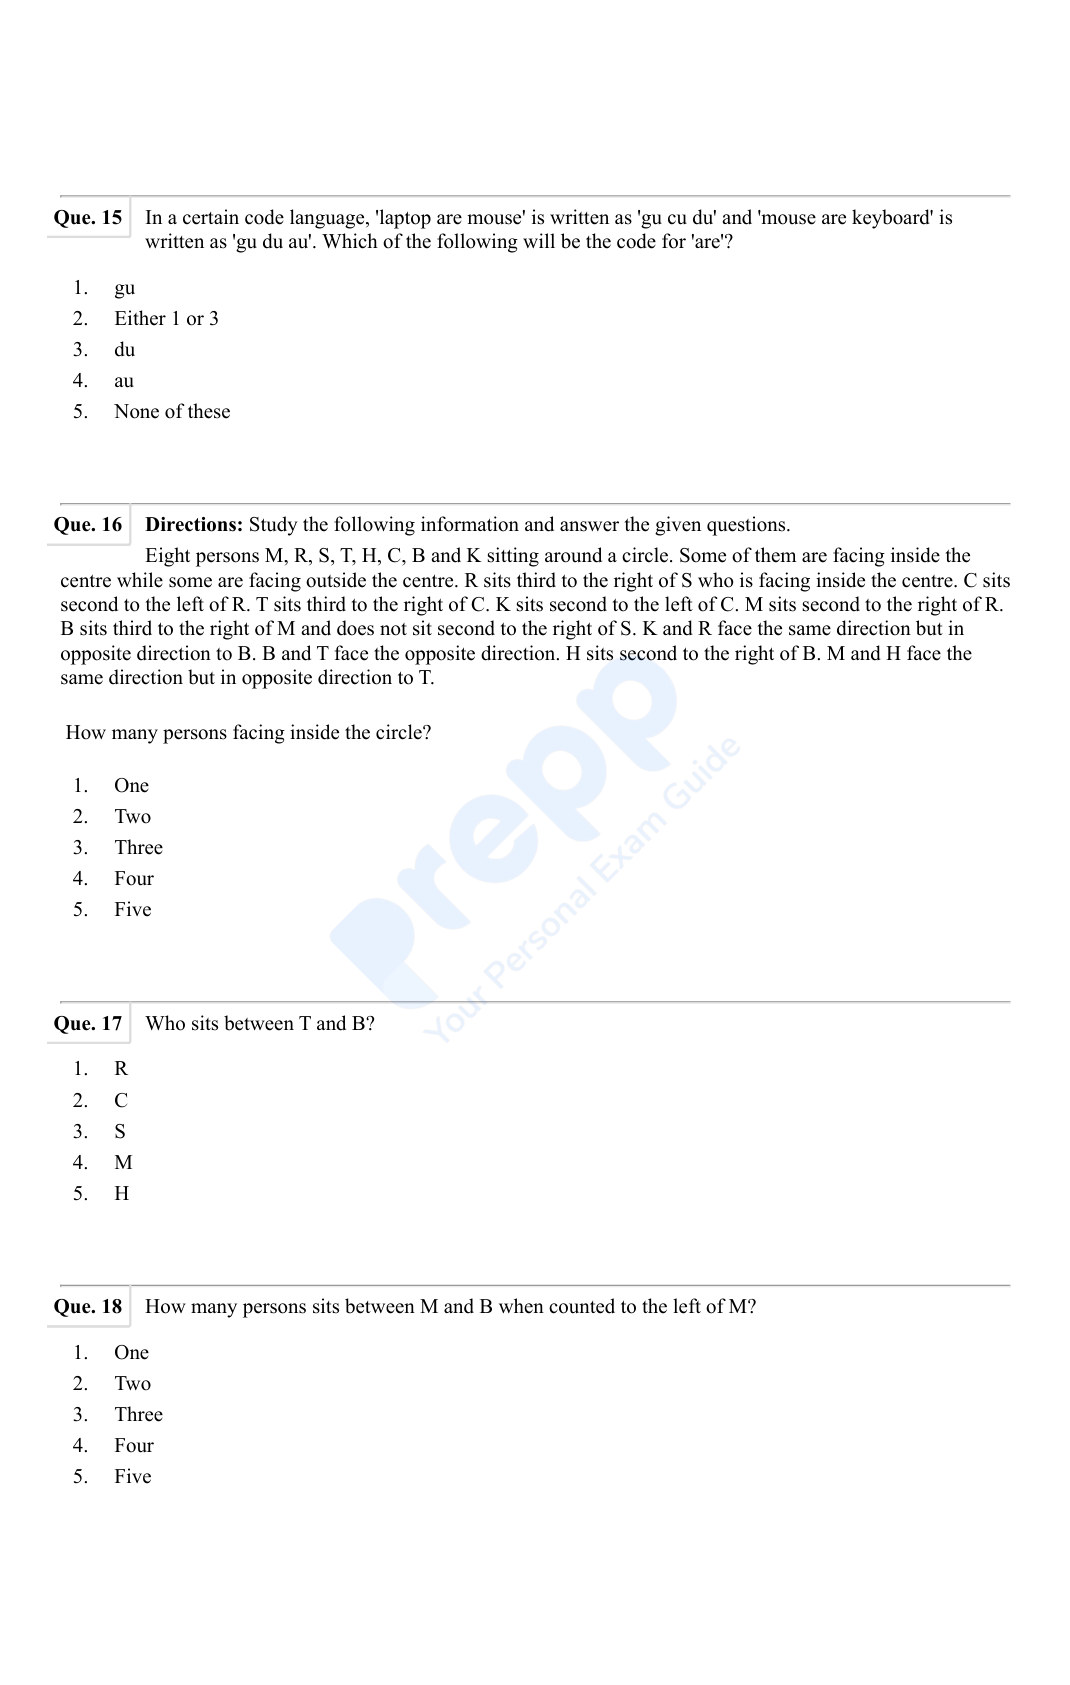 Que. 15 In a certain code language, 'laptop are mouse' is written as 'gu cu du' and 'mouse are keyboard' is
written as 'gu du au'. Which of the following will be the code for 'are'?
1. gu
2. Either 1 or 3
3. du
4. au
5. None of these
Que. 16 Directions: Study the following information and answer the given questions.
Eight persons M, R, S, T, H, C, B and K sitting around a circle. Some of them are facing inside the
centre while some are facing outside the centre. R sits third to the right of S who is facing inside the centre. C sits
second to the left of R. T sits third to the right of C. K sits second to the left of C. M sits second to the right of R.
B sits third to the right of M and does not sit second to the right of S. K and R face the same direction but in
opposite direction to B. B and T face the opposite direction. H sits second to the right of B. M and H face the
same direction but in opposite direction to T.
How many persons facing inside the circle?
1. One
2. Two
3. Three
4. Four
5. Five
prepp
Your Personal Exam Guide
Que. 17 Who sits between T and B?
1. R
2. C
3. S
4. M
5. H
Que. 18 How many persons sits between M and B when counted to the left of M?
1. One
2. Two
3. Three
4. Four
5. Five